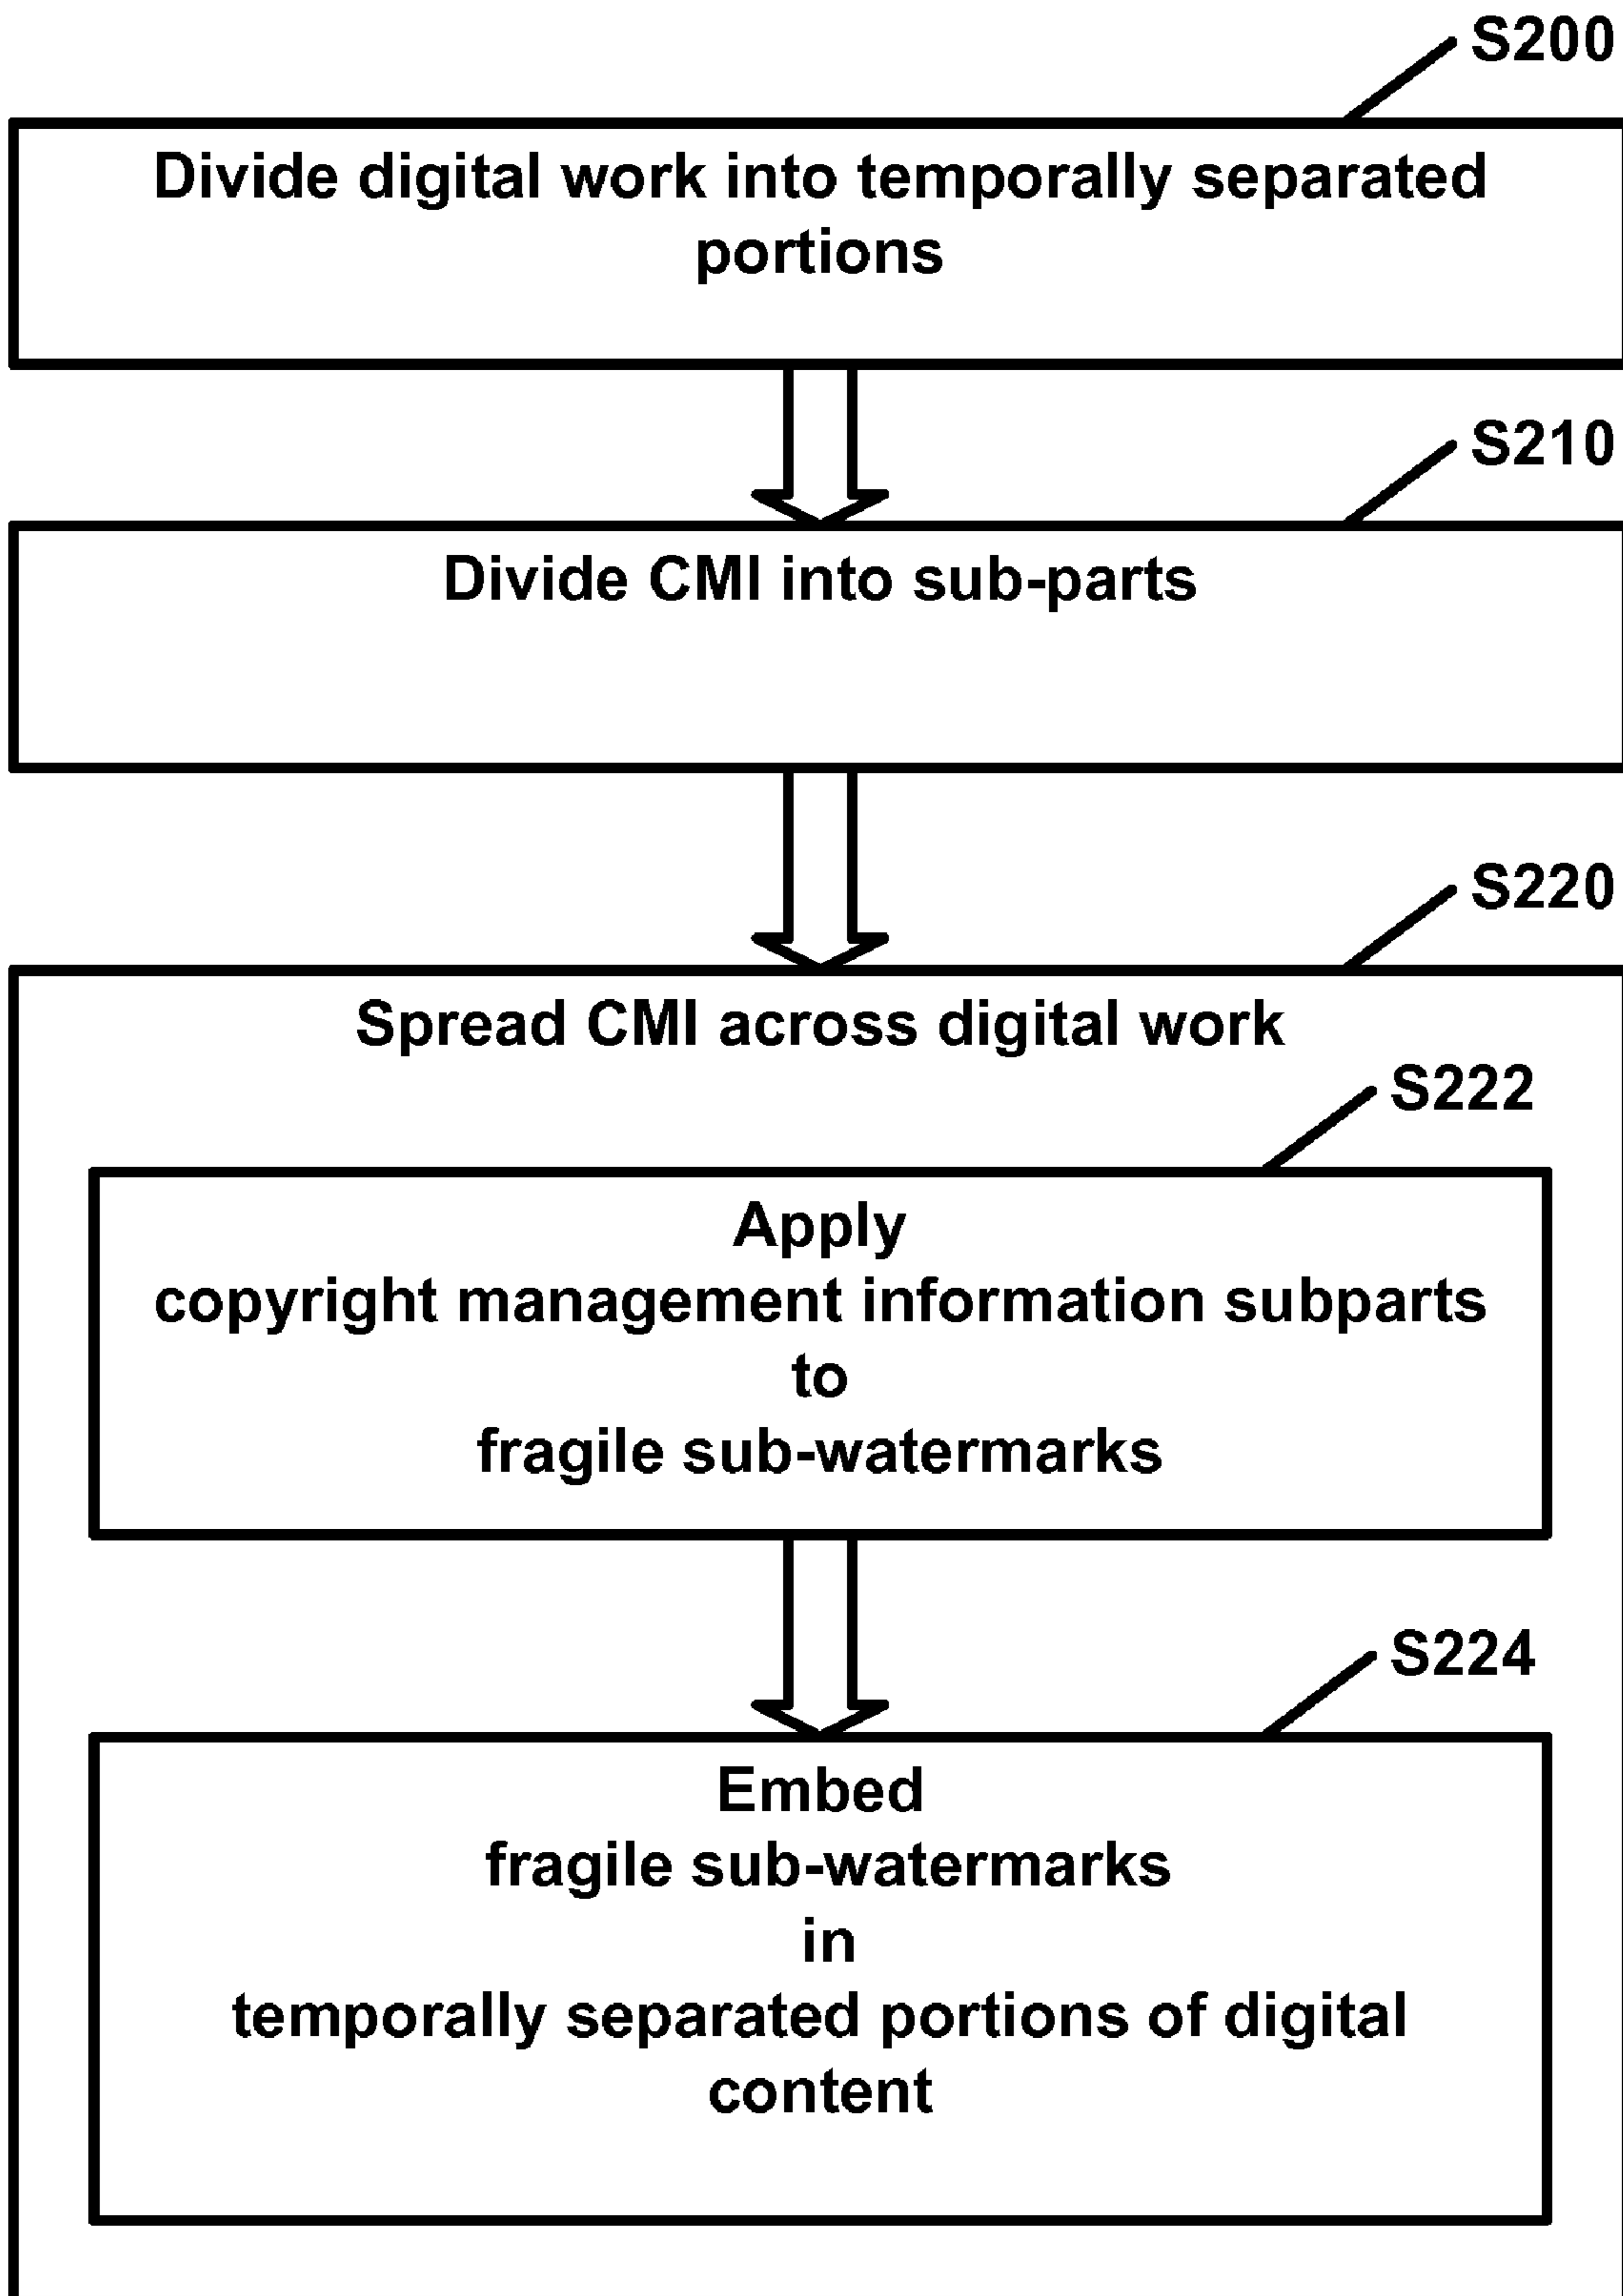 S200
Divide digital work into temporally separated
portions
S210
Divide CMI into sub-parts
S220
Spread CMI across digital work
S222
Apply
copyright management information subparts
to
fragile sub-watermarks
S224
Embed
fragile sub-watermarks
in
temporally separated portions of digital
content